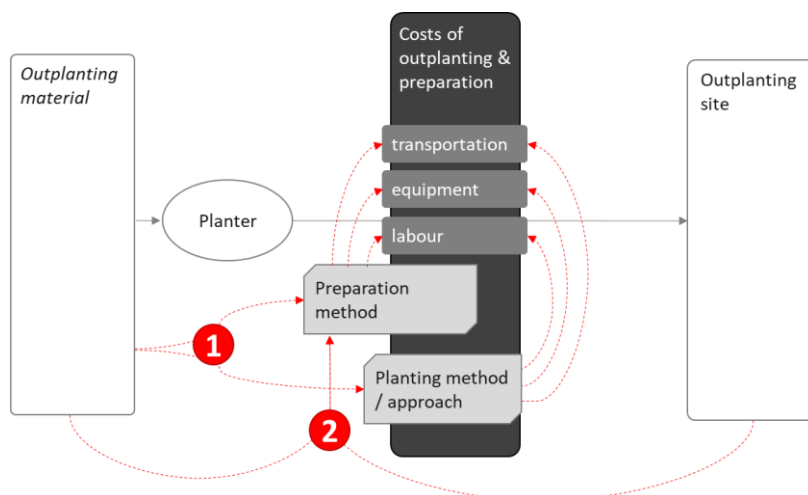 Outplanting
material
Planter
Costs of
outplanting &
preparation
transportation
equipment
labour
Preparation
method
Planting method
/ approach
1
2
Outplanting
site